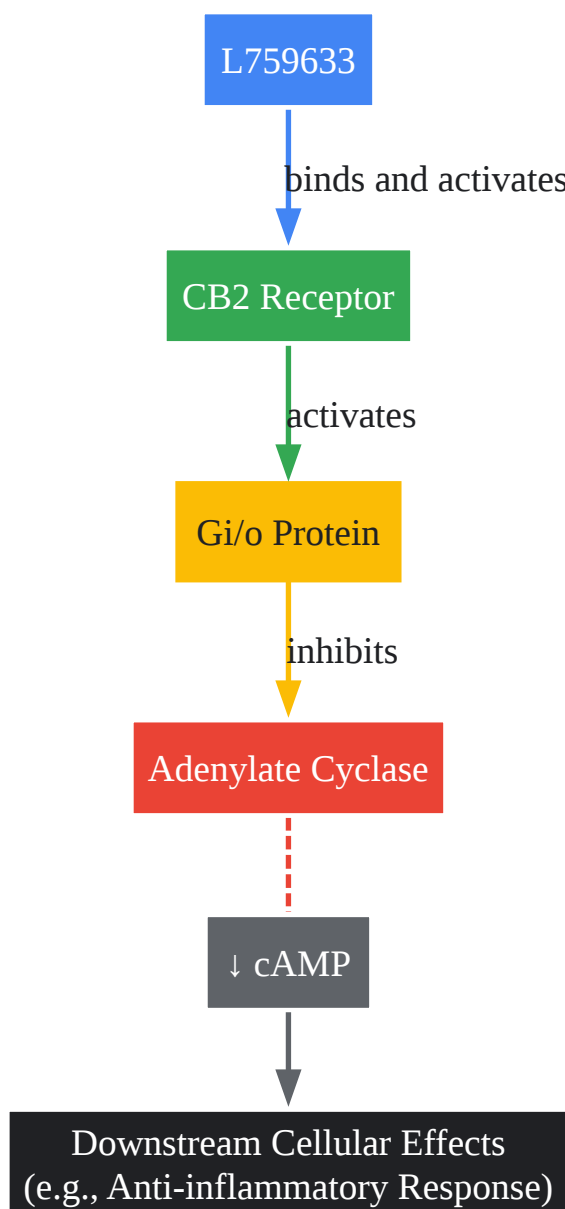 L759633
binds and activates
CB2 Receptor
activates
Gi/o Protein
inhibits
Adenylate Cyclase
↓ cAMP
Downstream Cellular Effects
(e.g., Anti-inflammatory Response)